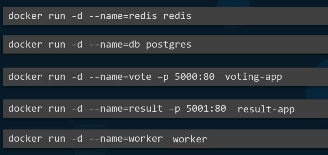 docker run -d --name=redis redis
docker run -d --name=db postgres
docker run -d --name=vote -p 5000:80 voting-app
docker run -d --name=result -p 5001:80 result-app
docker run -d --name=worker worker